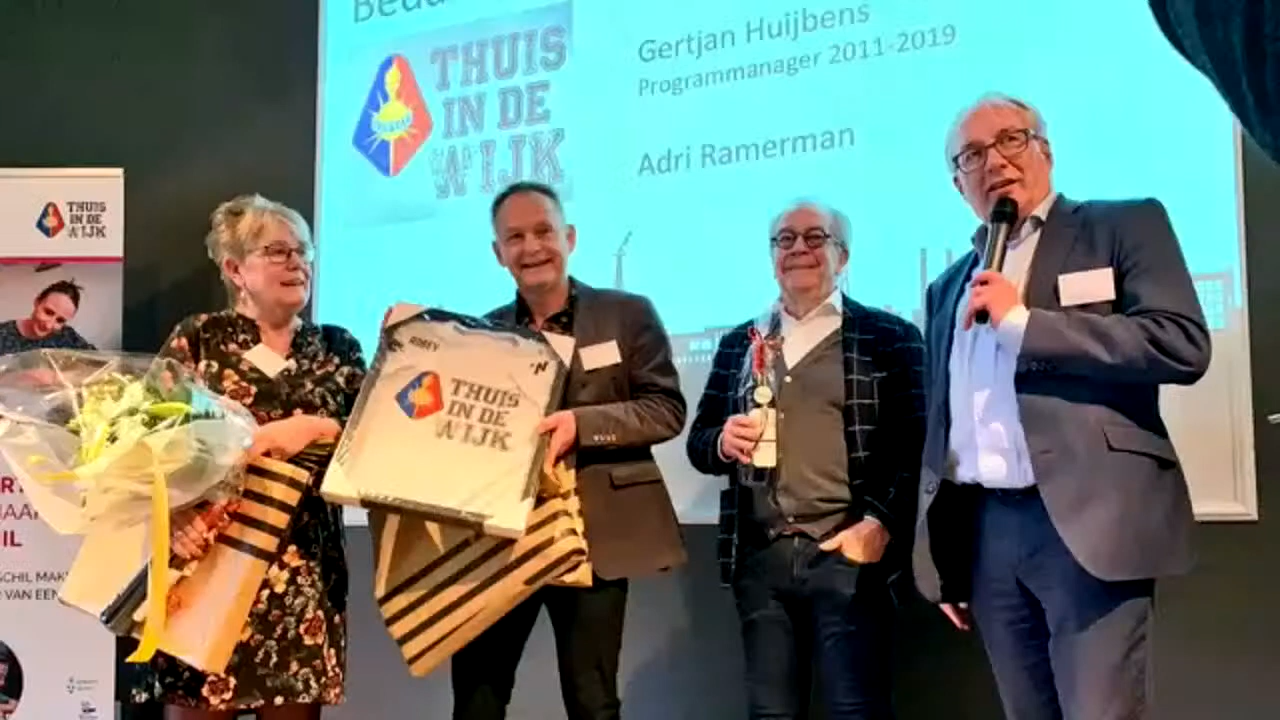 Gertjan Huijbens
Programmanager 2011-2019
Adri Ramerman
THUIS
IN DE
WIJK
THUIS
IN DE
WIJK
THUIS
IN DE
WIJK